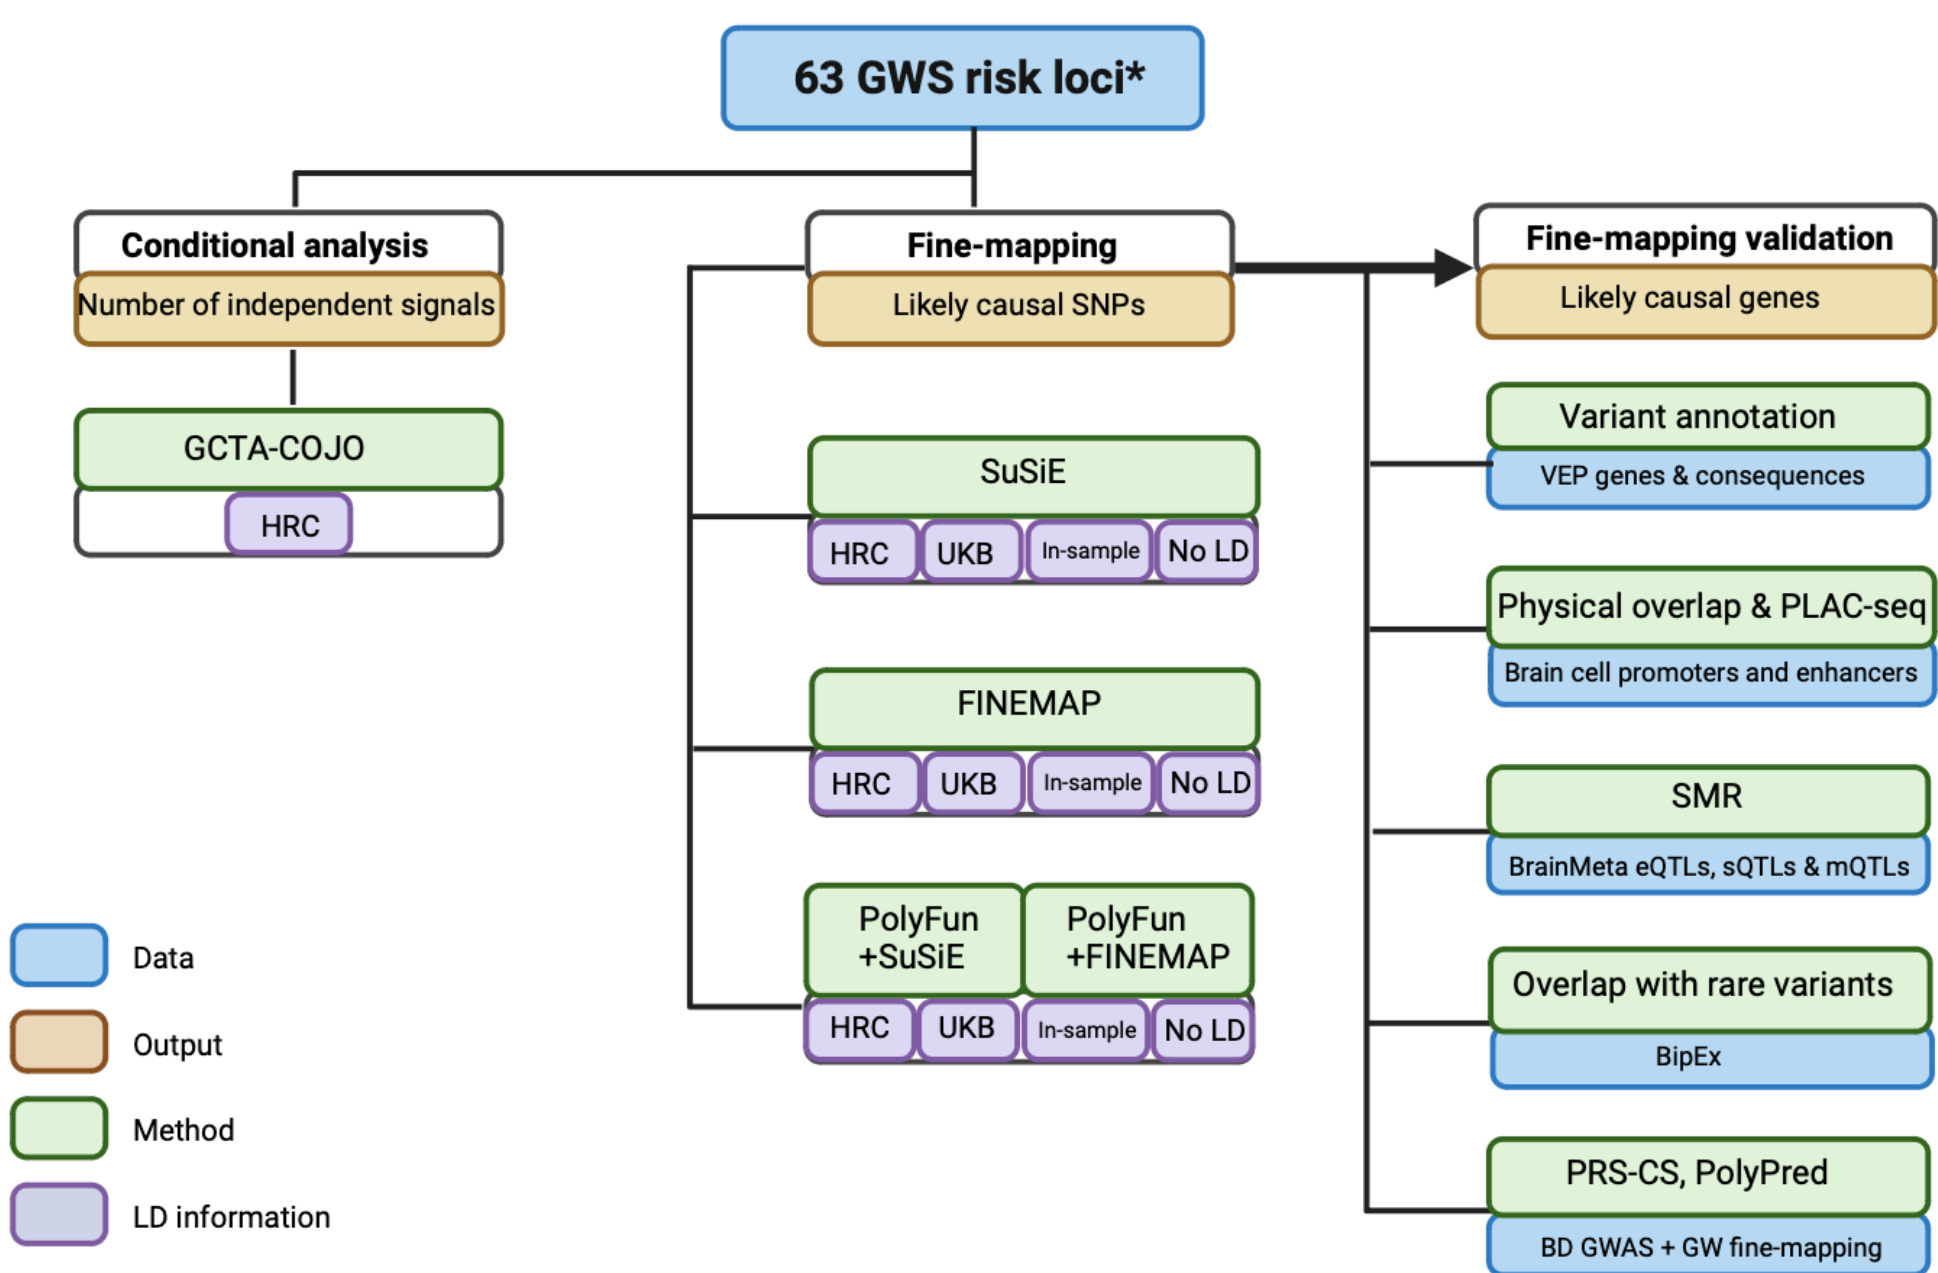 63 GWS risk loci*
Conditional analysis
Number of independent signals
GCTA-COJO
HRC
Fine-mapping
Likely causal SNPs
SuSiE
HRC UKB In-sample No LD
FINEMAP
HRC UKB In-sample No LD
PolyFun
+SuSiE
PolyFun
+FINEMAP
HRC UKB In-sample No LD
Fine-mapping validation
Likely causal genes
Variant annotation
VEP genes & consequences
Physical overlap & PLAC-seq
Brain cell promoters and enhancers
SMR
BrainMeta eQTLs, sQTLs & mQTLs
Overlap with rare variants
BipEx
PRS-CS, PolyPred
BD GWAS + GW fine-mapping
Data
Output
Method
LD information